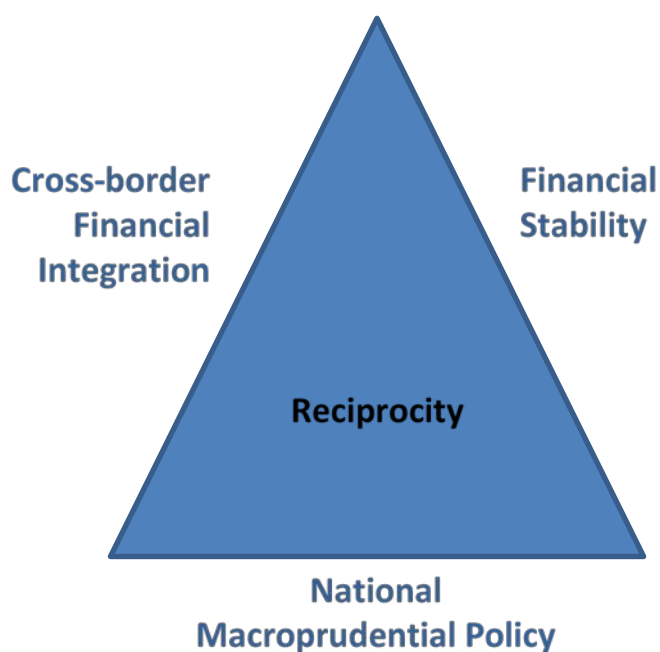 Cross-border
Financial
Integration
Financial
Stability
Reciprocity
National
Macroprudential Policy